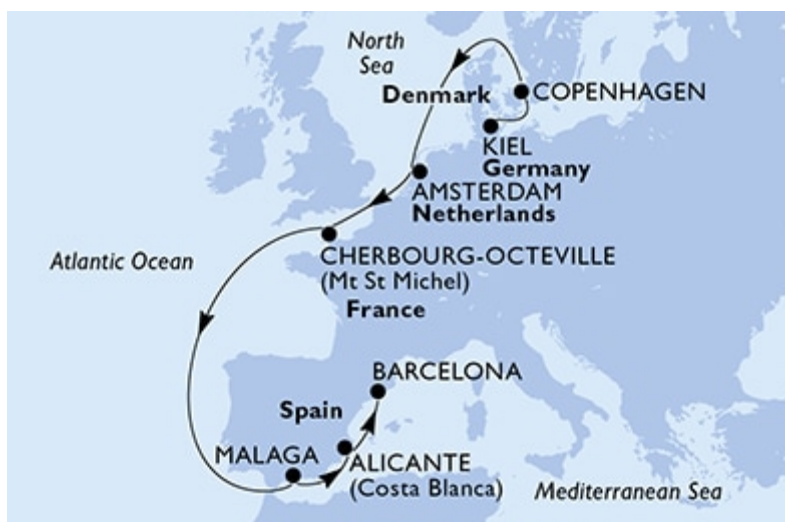 North
Sea
Denmark
COPENHAGEN
KIEL
Germany
AMSTERDAM
Netherlands
CHERBOURG-OCTEVILLE
(Mt St Michel)
France
Atlantic Ocean
BARCELONA
Spain
MALAGA
ALICANTE
(Costa Blanca)
Mediterranean Sea